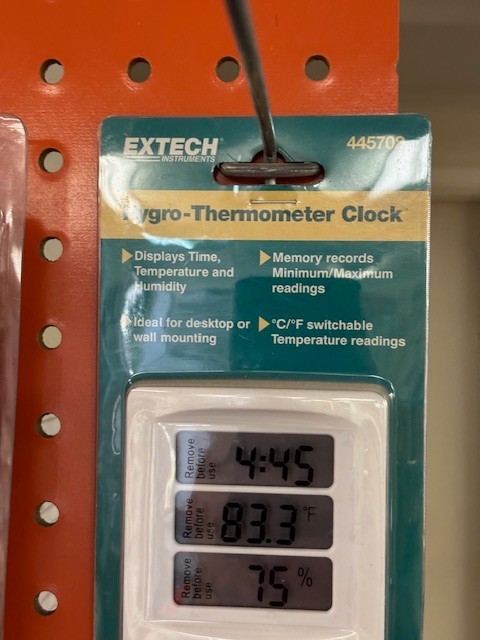 EXTECH
INSTRUMENTS
Hygro-Thermometer Clock
Displays Time,
Temperature and
Humidity
Memory records
Minimum/Maximum
readings
Ideal for desktop or
wall mounting
°C/°F switchable
Temperature readings
Remove
before
use
4:45
Remove
before
use
83.3 °F
Remove
before
use
75 %